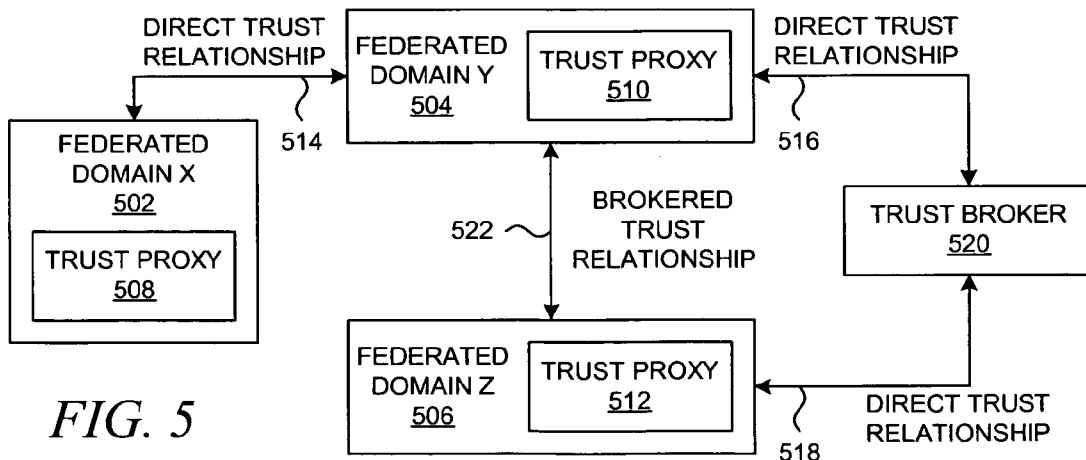 DIRECT TRUST
RELATIONSHIP
514
FEDERATED
DOMAIN X
502
TRUST PROXY
508
FEDERATED
DOMAIN Y
504
TRUST PROXY
510
DIRECT TRUST
RELATIONSHIP
516
522
BROKERED
TRUST
RELATIONSHIP
TRUST BROKER
520
FEDERATED
DOMAIN Z
506
TRUST PROXY
512
518
DIRECT TRUST
RELATIONSHIP
FIG. 5